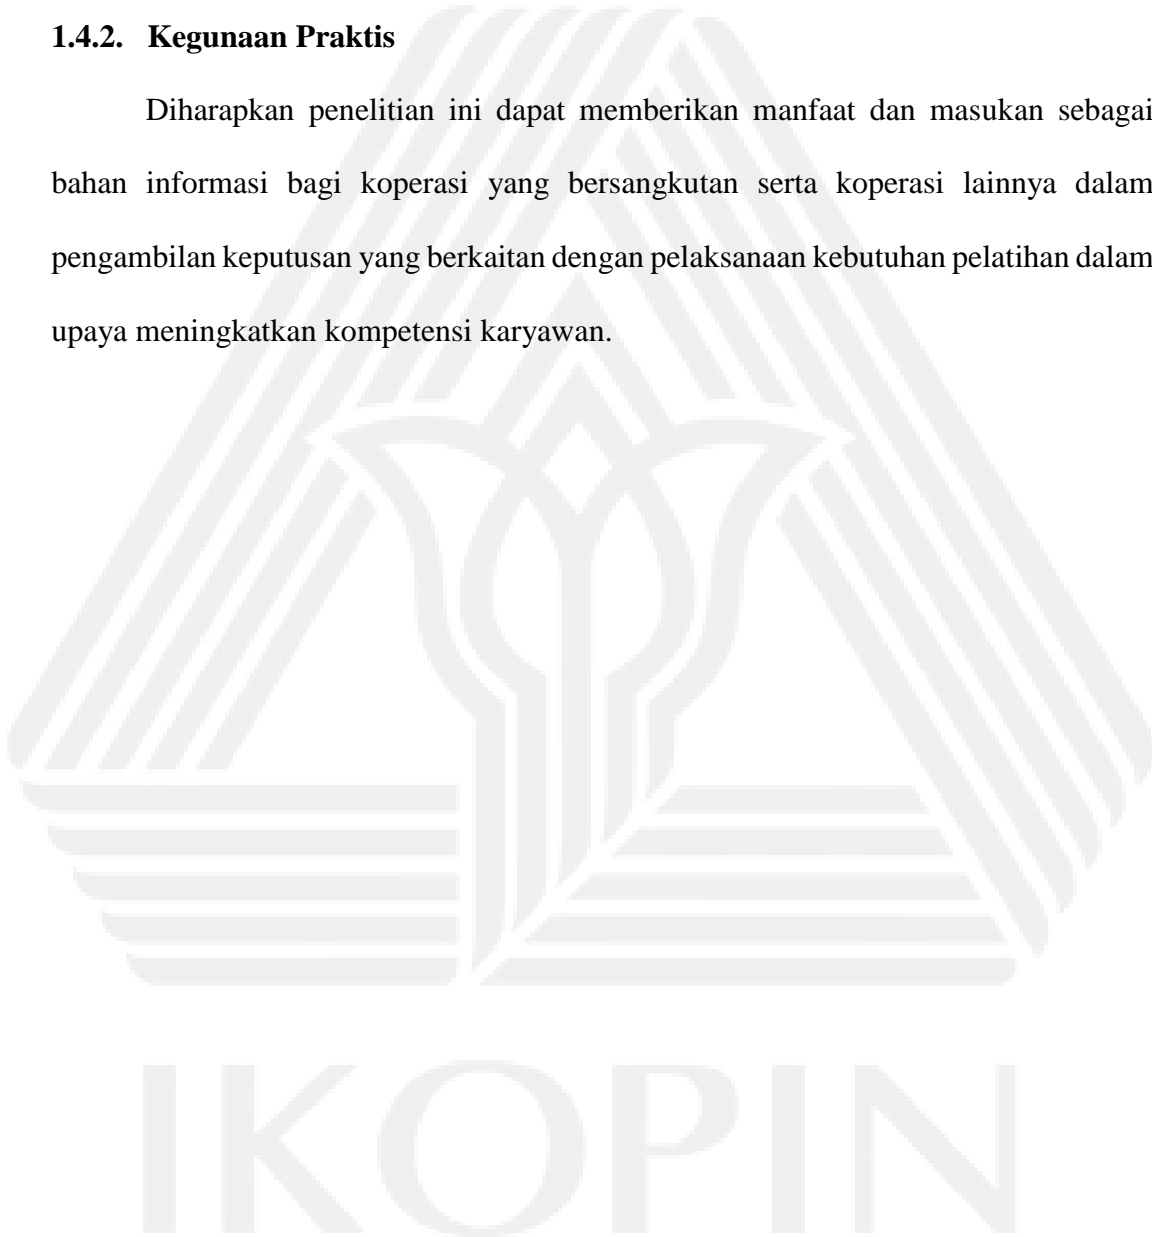 1.4.2. Kegunaan Praktis
Diharapkan penelitian ini dapat memberikan manfaat dan masukan sebagai
bahan informasi bagi koperasi yang bersangkutan serta koperasi lainnya dalam
pengambilan keputusan yang berkaitan dengan pelaksanaan kebutuhan pelatihan dalam
upaya meningkatkan kompetensi karyawan.
IKOPIN